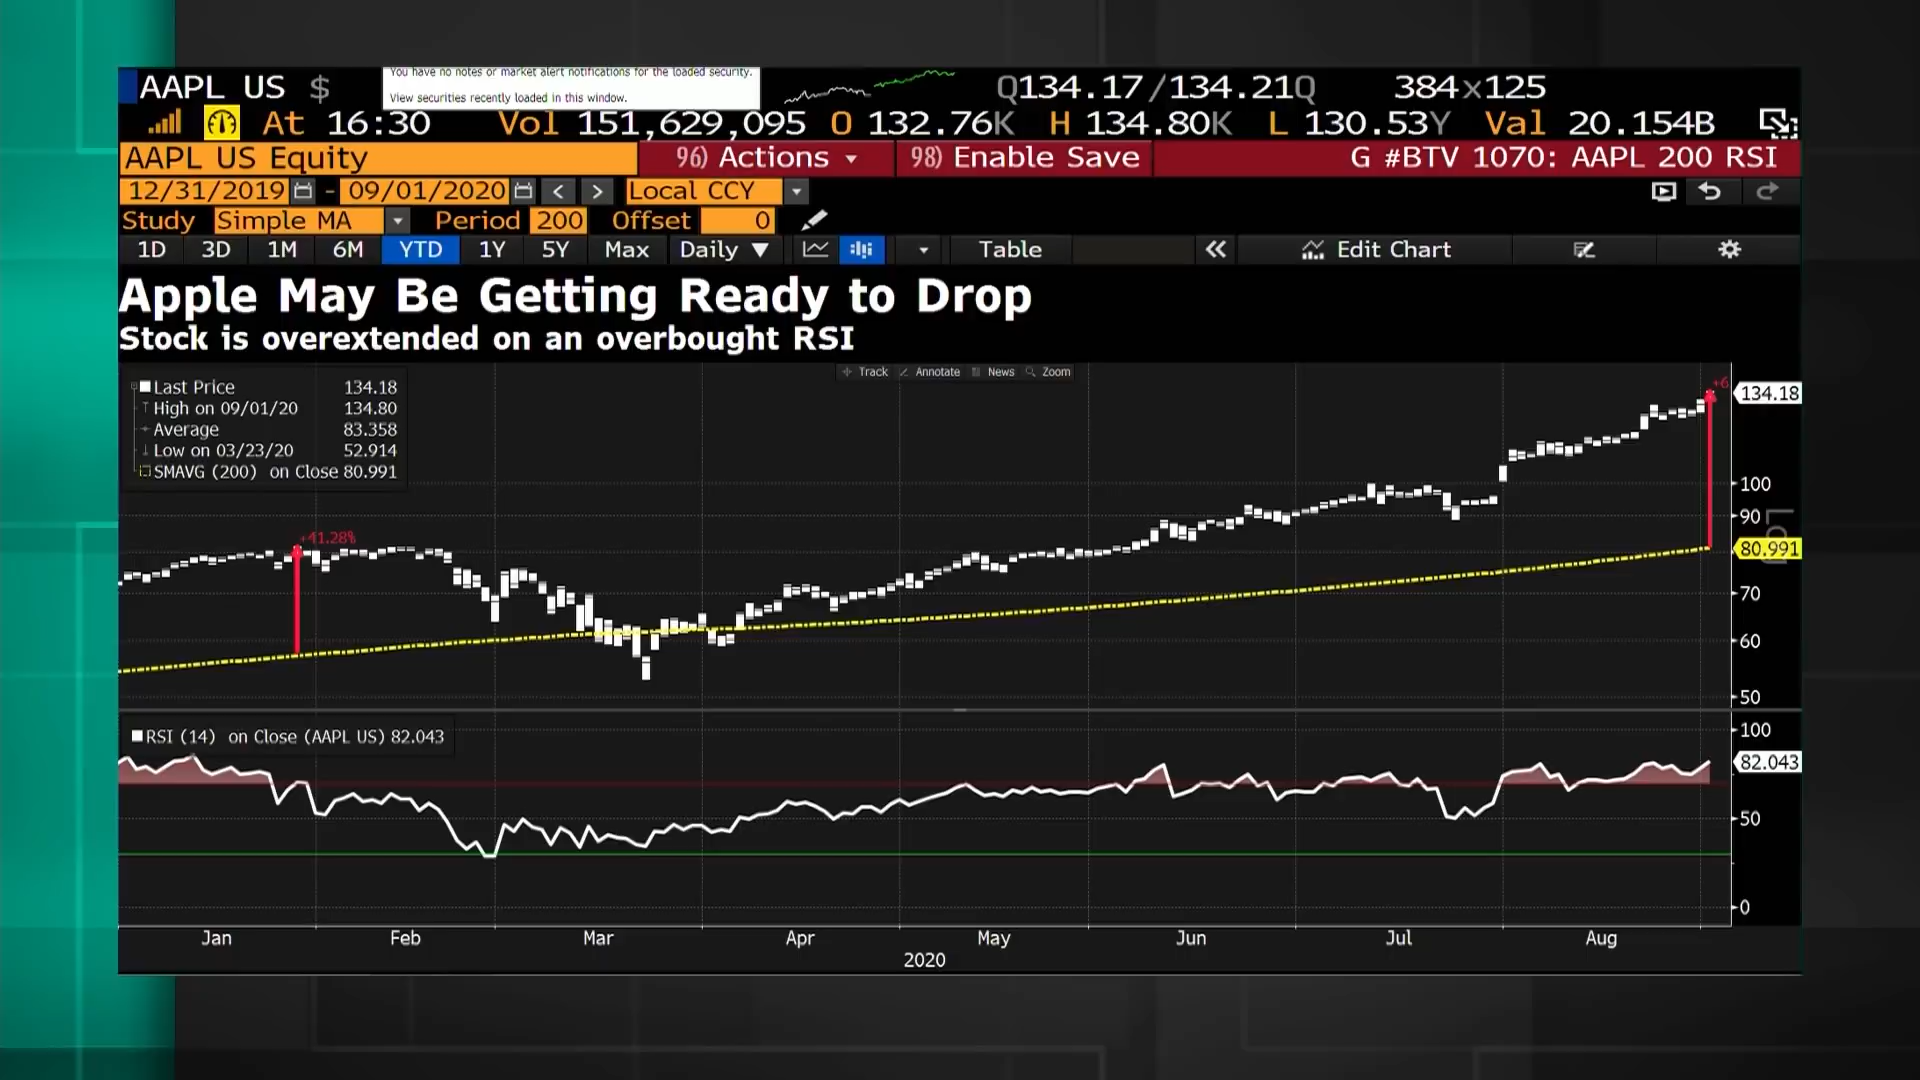 AAPL US $ You have no notes or market alert notifications for the loaded security. Q134.17/134.21Q 384x125
View securities recently loaded in this window.
At 16:30 Vol 151,629,095 O 132.76K H 134.80K L 130.53Y Val 20.154B
AAPL US Equity 96) Actions 98) Enable Save G #BTV 1070: AAPL 200 RSI
12/31/2019 - 09/01/2020 < > Local CCY
Study Simple MA Period 200 Offset 0
1D 3D 1M 6M YTD 1Y 5Y Max Daily Table Edit Chart
Apple May Be Getting Ready to Drop
Stock is overextended on an overbought RSI
Track Annotate News Zoom
Last Price 134.18
High on 09/01/20 134.80
Average 83.358
Low on 03/23/20 52.914
SMAVG (200) on Close 80.991
+6
134.18
100
90
+41.28%
80.991
70
60
50
RSI (14) on Close (AAPL US) 82.043
100
82.043
50
0
Jan Feb Mar Apr May Jun Jul Aug
2020